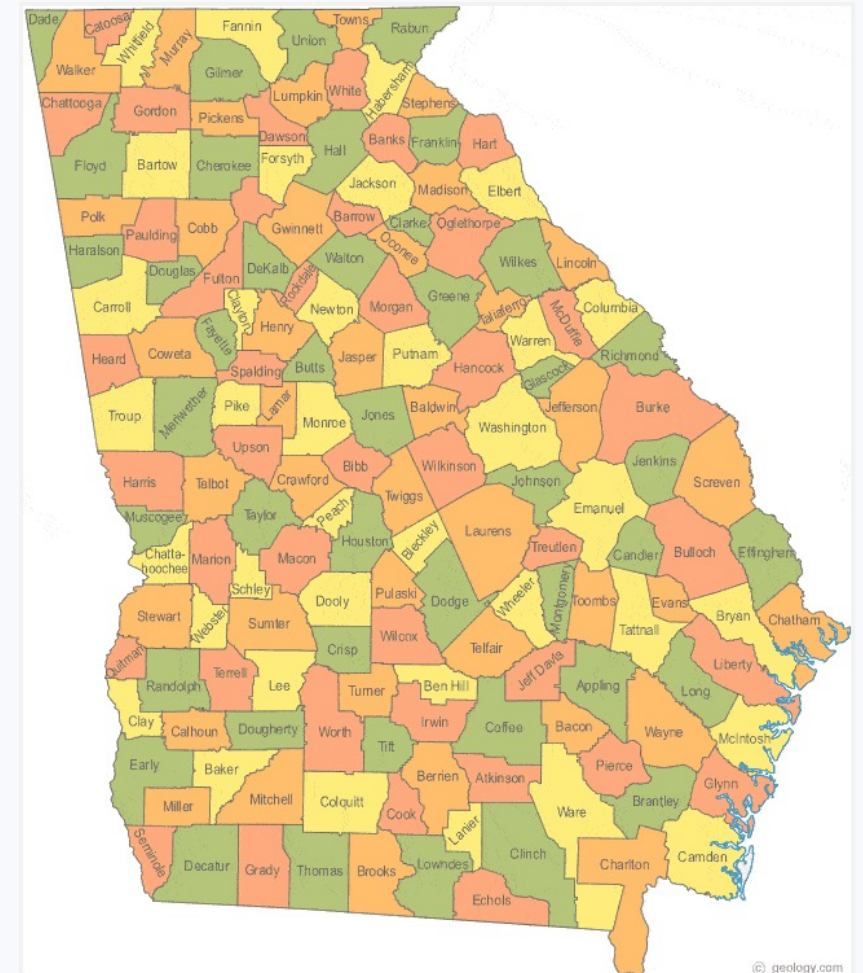 Dade
Catoosa
Whitfield
Murray
Fannin
Union
Towns
Rabun
Walker
Gilmer
Lumpkin
White
Habersham
Stephens
Chattooga
Gordon
Pickens
Dawson
Hall
Banks
Franklin
Hart
Floyd
Bartow
Cherokee
Forsyth
Jackson
Madison
Elbert
Polk
Paulding
Cobb
Gwinnett
Barrow
Clarke
Oglethorpe
Oconee
Haralson
Douglas
Fulton
DeKalb
Rockdale
Walton
Wilkes
Lincoln
Carroll
Clayton
Henry
Newton
Morgan
Greene
Taliaferro
McDuffie
Columbia
Fayette
Warren
Richmond
Heard
Coweta
Spalding
Butts
Jasper
Putnam
Hancock
Glascock
Troup
Meriwether
Pike
Lamar
Monroe
Jones
Baldwin
Washington
Jefferson
Burke
Upson
Harris
Telbot
Crawford
Bibb
Wilkinson
Johnson
Jenkins
Screven
Muscogee
Taylor
Peach
Twiggs
Emanuel
Houston
Bleckley
Laurens
Treutlen
Candler
Bulloch
Effingham
Chatta-
hoochee
Marion
Schley
Macon
Stewart
Webster
Sumter
Dooly
Pulaski
Dodge
Wheeler
Montgomery
Toombs
Evans
Tattnall
Bryan
Chatham
Quitman
Crisp
Wilcox
Telfair
Jeff Davis
Liberty
Randolph
Terrell
Lee
Turner
Ben Hill
Appling
Long
Clay
Calhoun
Dougherty
Worth
Tift
Irwin
Coffee
Bacon
Wayne
McIntosh
Early
Baker
Berrien
Atkinson
Pierce
Glynn
Miller
Mitchell
Colquitt
Cook
Lanier
Ware
Brantley
Seminole
Decatur
Grady
Thomas
Brooks
Lowndes
Clinch
Charlton
Camden
Echols
© geology.com